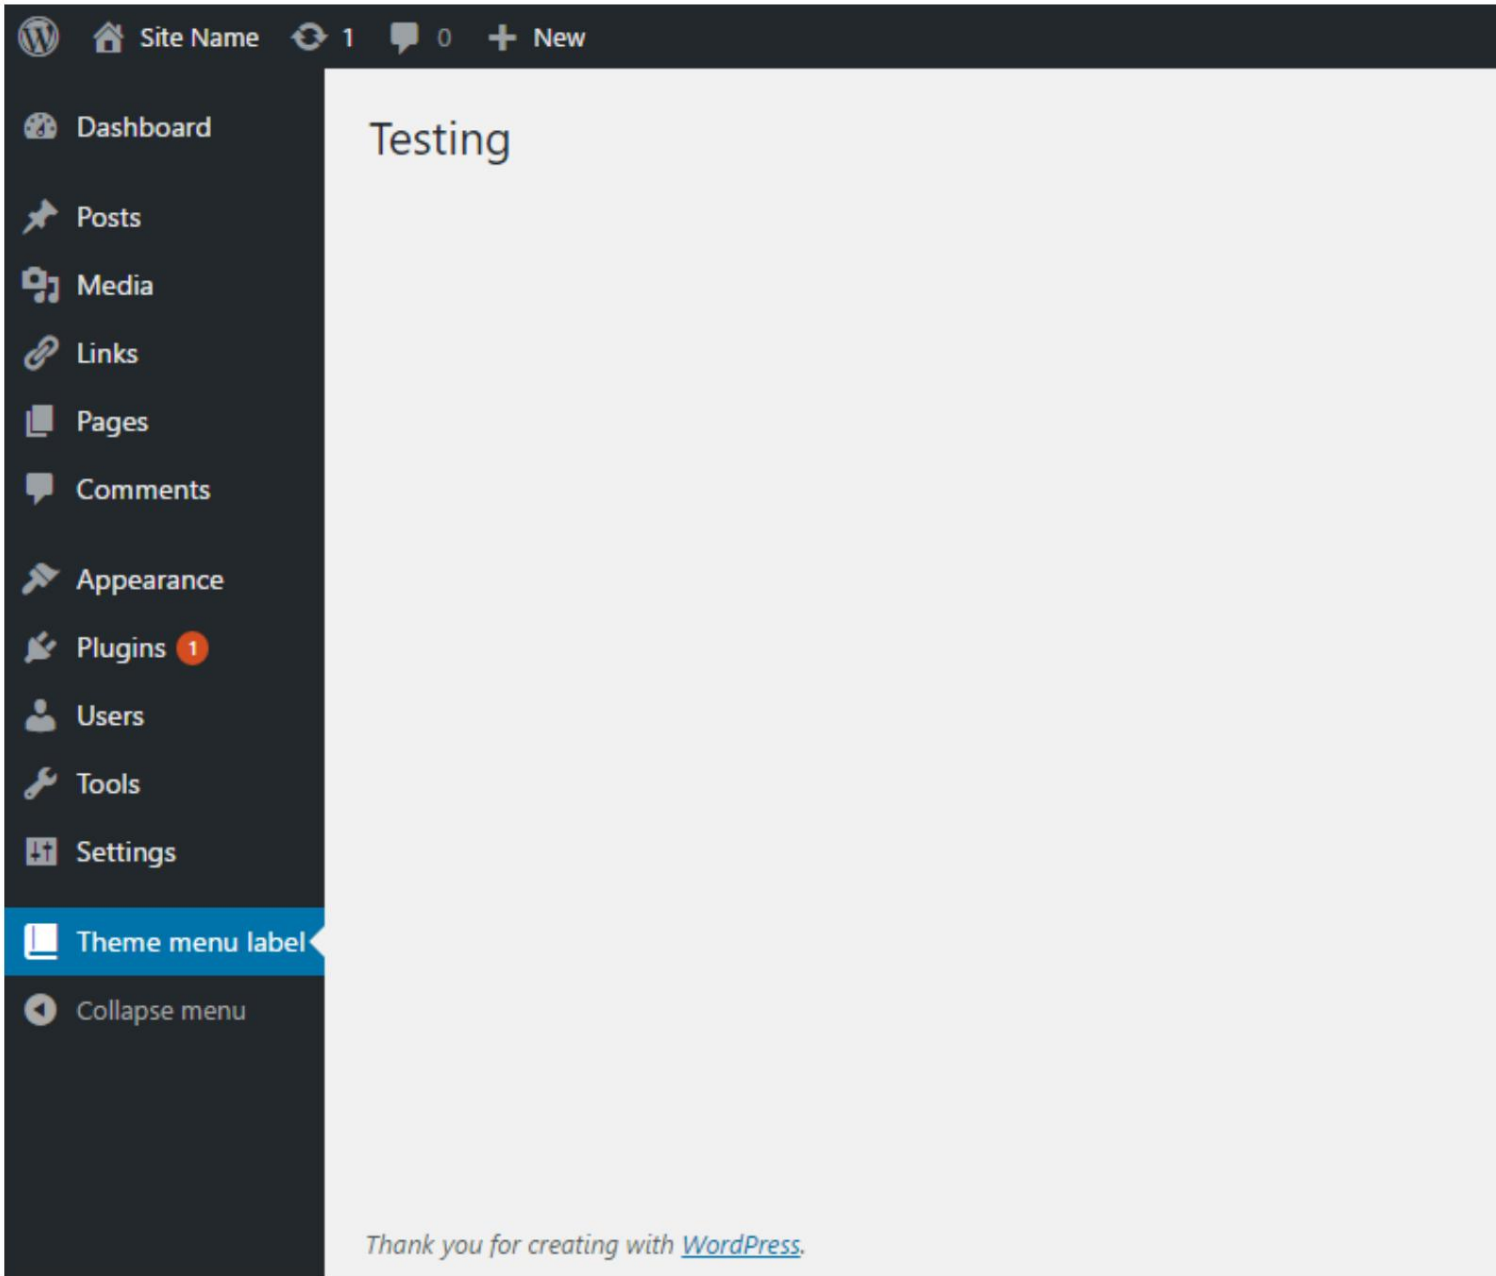 Site Name 1 0 + New
Dashboard
Testing
Posts
Media
Links
Pages
Comments
Appearance
Plugins 1
Users
Tools
Settings
Theme menu label
Collapse menu
Thank you for creating with WordPress.